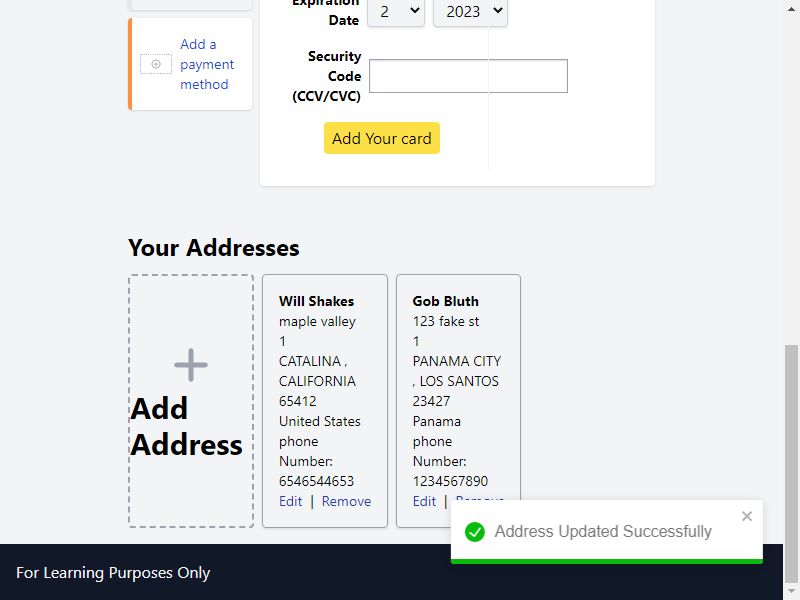 Expiration
Date
2
2023
Add a
payment
method
Security
Code
(CCV/CVC)
Add Your card
Your Addresses
Add
Address
Will Shakes
maple valley
1
CATALINA ,
CALIFORNIA
65412
United States
phone
Number:
6546544653
Edit | Remove
Gob Bluth
123 fake st
1
PANAMA CITY
, LOS SANTOS
23427
Panama
phone
Number:
1234567890
Edit | Remove
Address Updated Successfully
For Learning Purposes Only